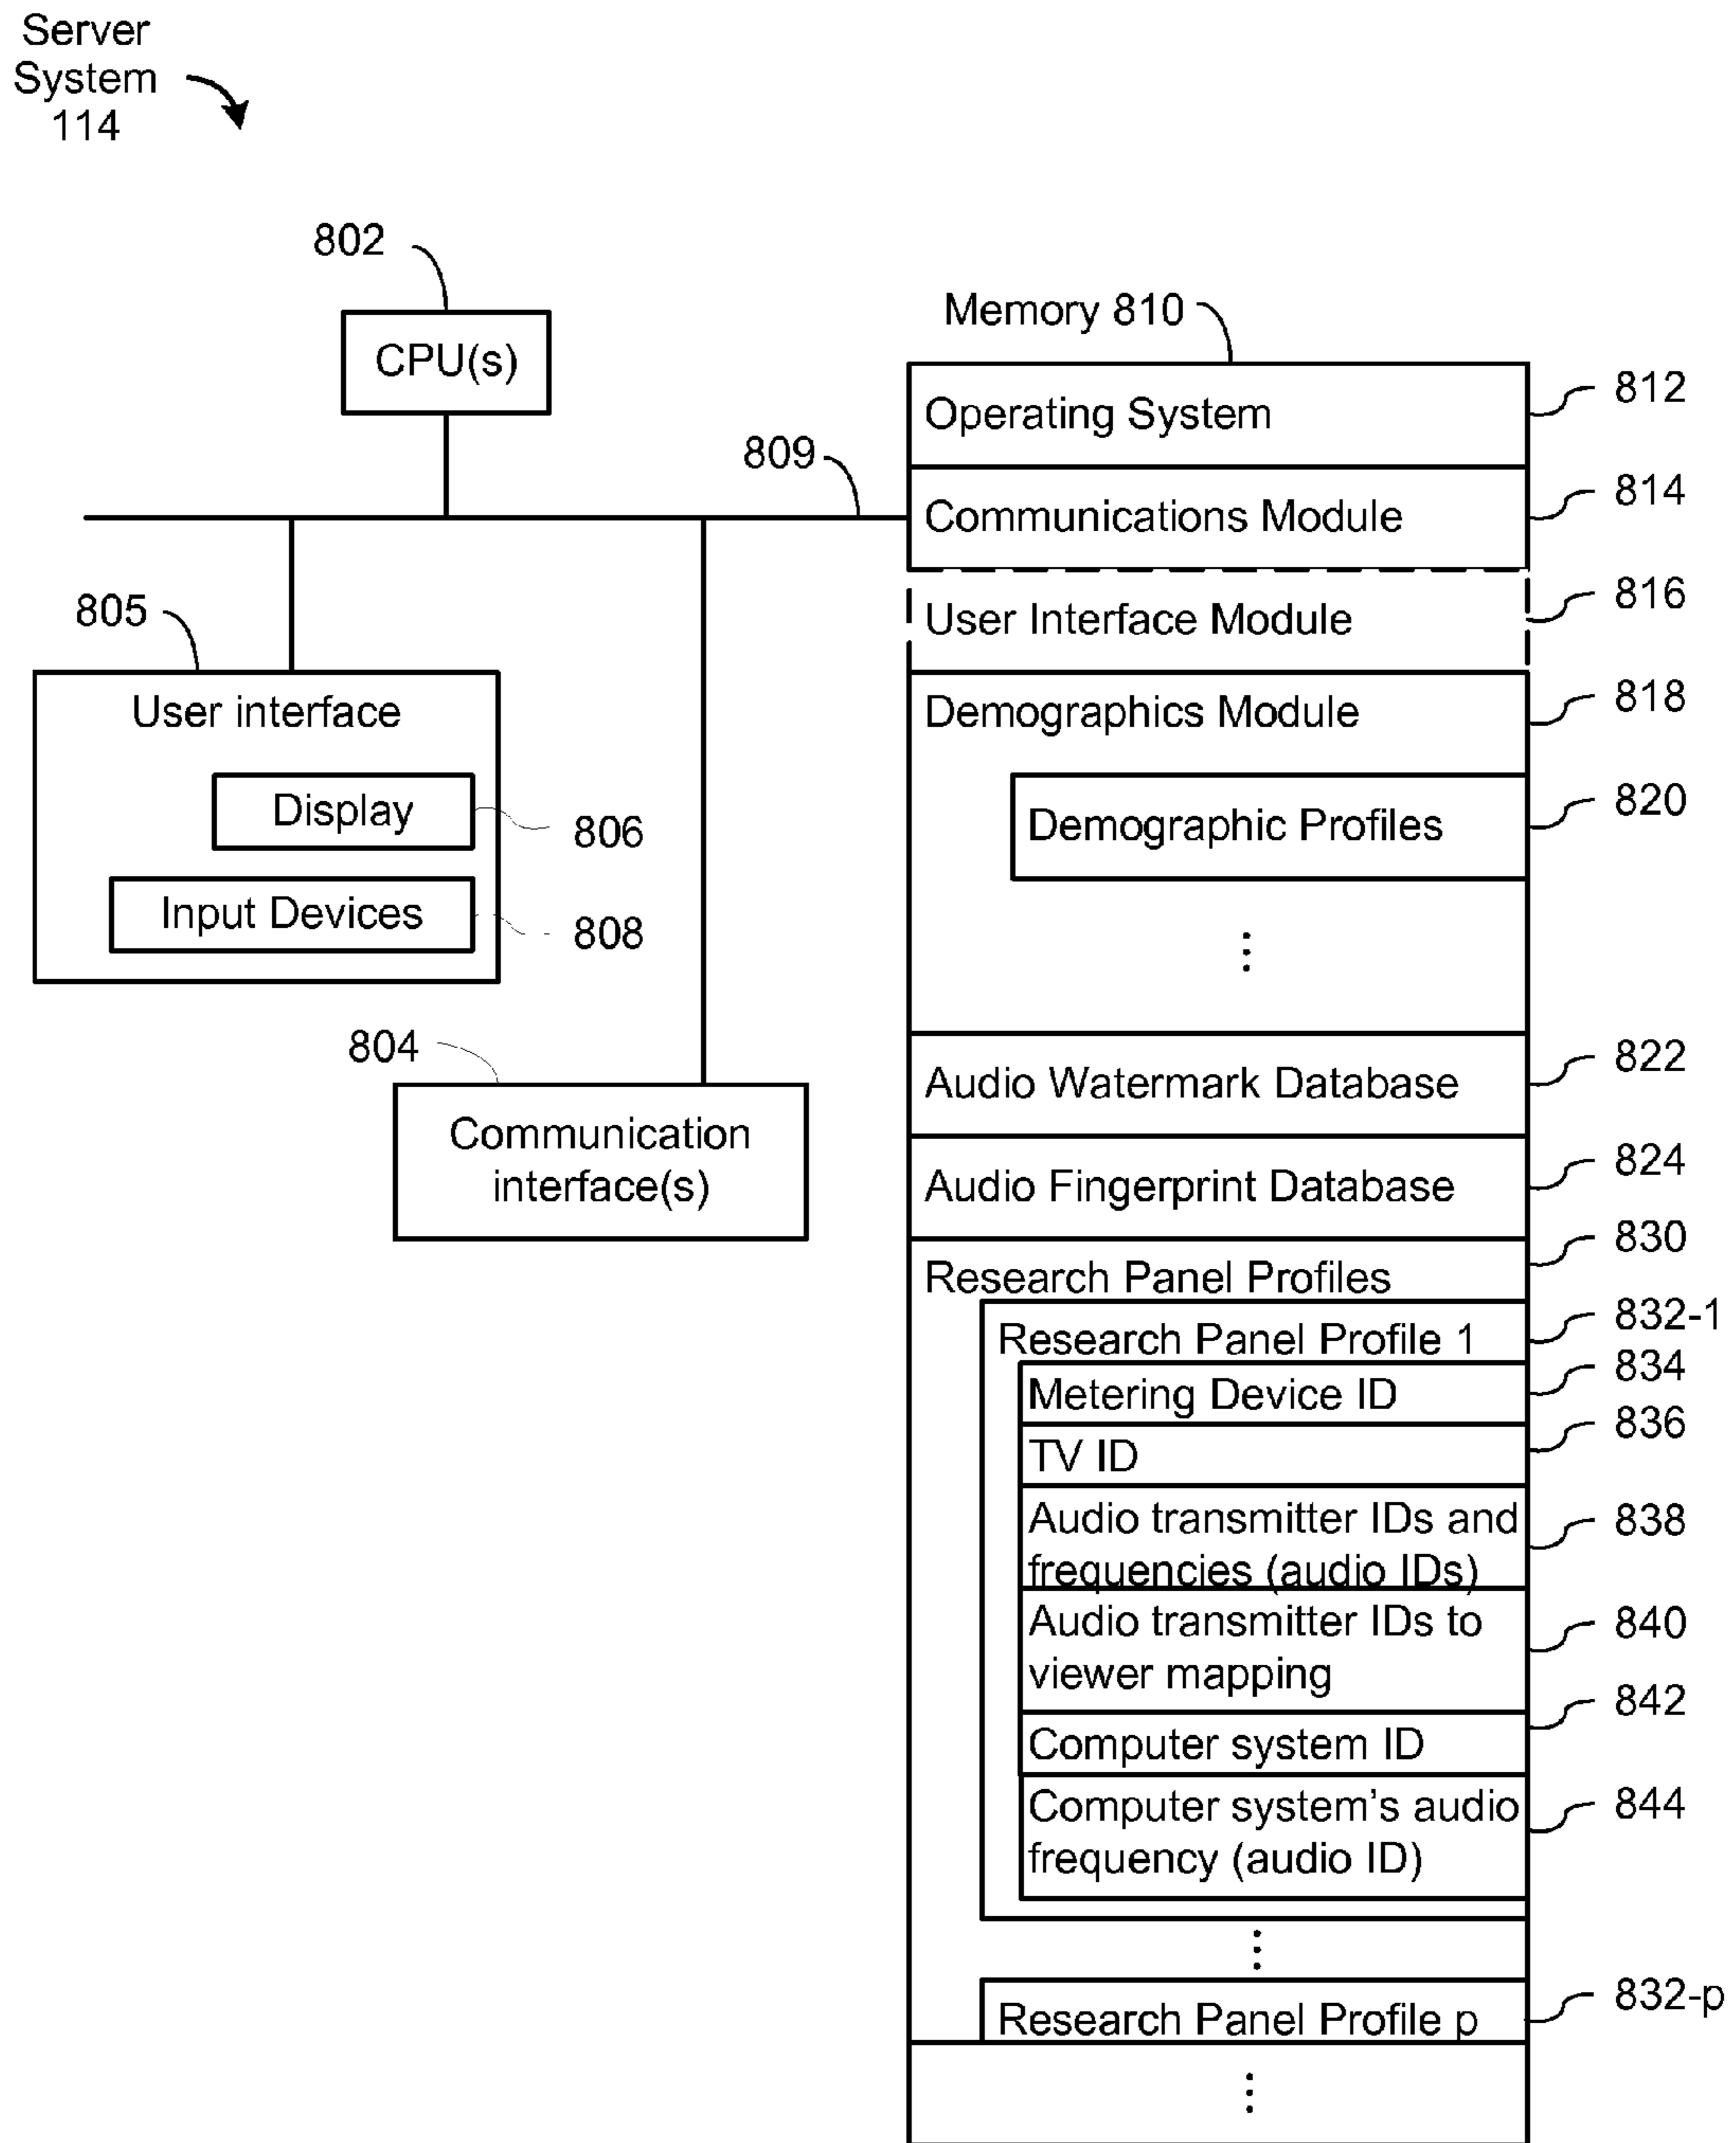 Server
System
114
802
CPU(s)
809
805
User interface
Display
806
Input Devices
808
804
Communication
interface(s)
Memory 810
Operating System
812
Communications Module
814
User Interface Module
816
Demographics Module
818
Demographic Profiles
820
Audio Watermark Database
822
Audio Fingerprint Database
824
Research Panel Profiles
830
Research Panel Profile 1
832-1
Metering Device ID
834
TV ID
836
Audio transmitter IDs and
frequencies (audio IDs)
838
Audio transmitter IDs to
viewer mapping
840
Computer system ID
842
Computer system's audio
frequency (audio ID)
844
Research Panel Profile p
832-p